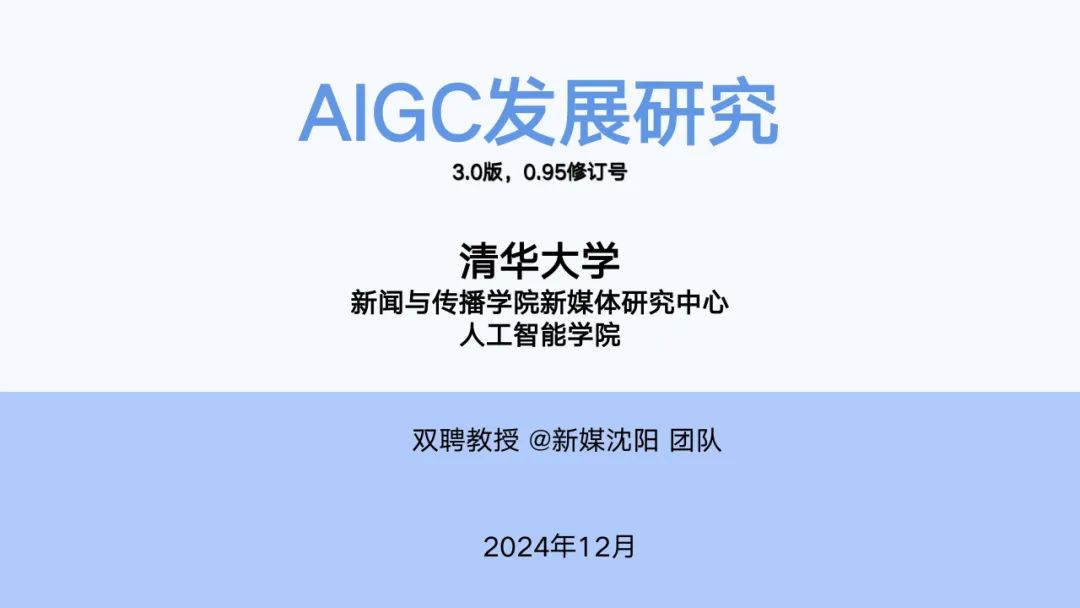 AIGC发展研究
3.0版，0.95修订号
清华大学
新闻与传播学院新媒体研究中心
人工智能学院
双聘教授 @新媒沈阳 团队
2024年12月